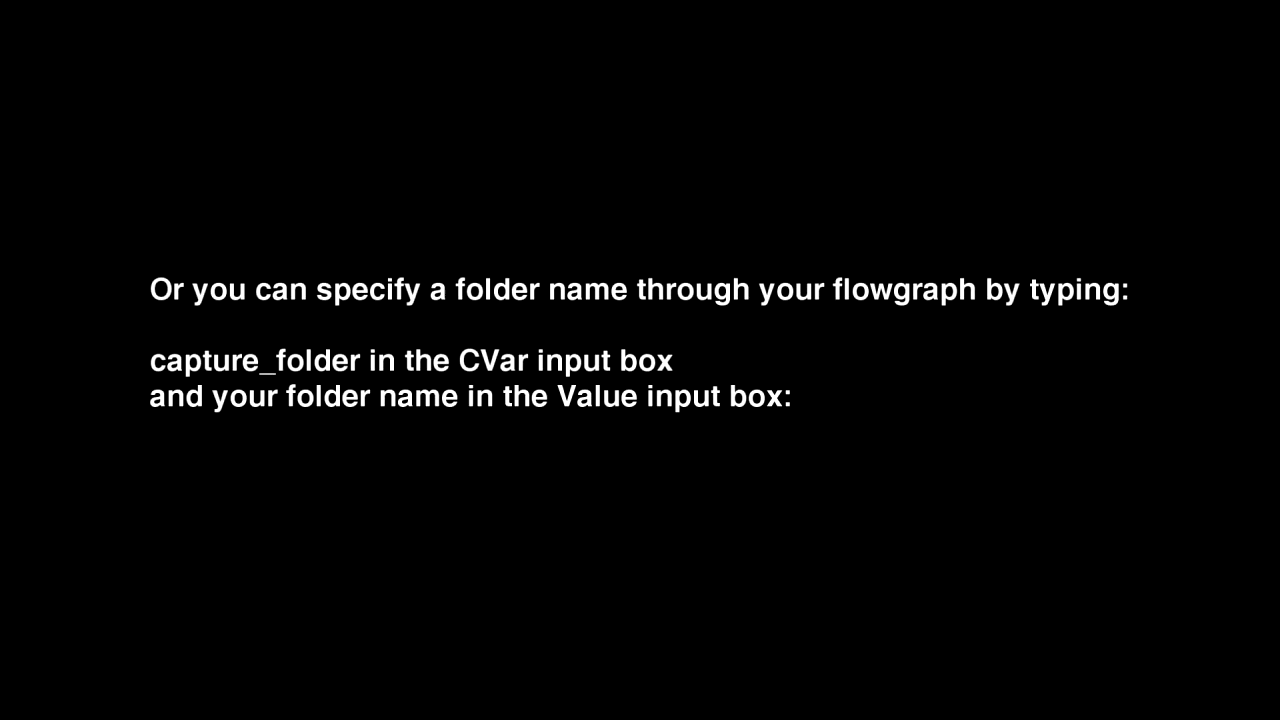 Or you can specify a folder name through your flowgraph by typing:
capture_folder in the CVar input box
and your folder name in the Value input box: